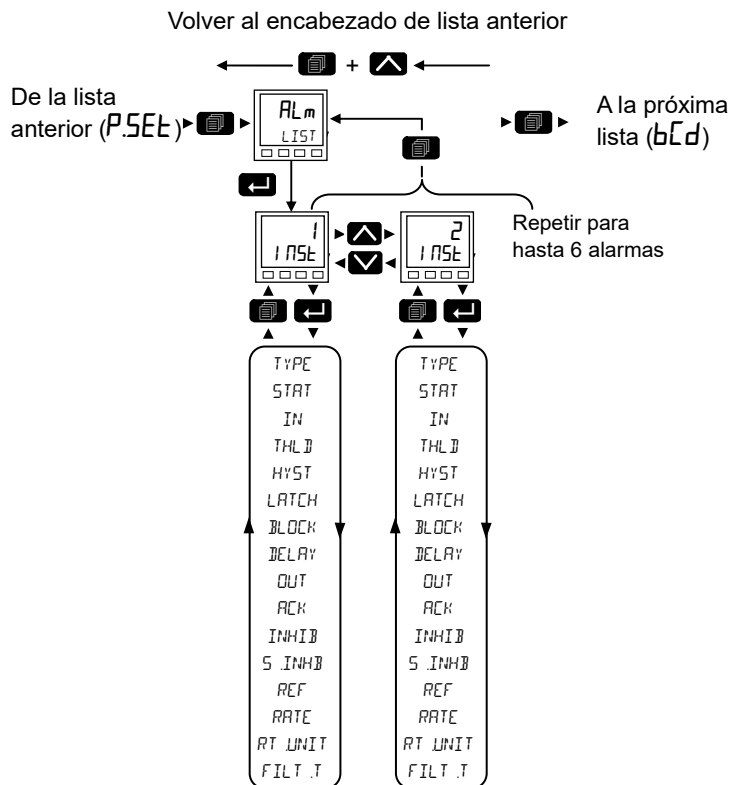 Volver al encabezado de lista anterior
+
De la lista
anterior (P.SEt)
ALm
LIST
A la próxima
lista (bCd)
1
INSt
2
INSt
Repetir para
hasta 6 alarmas
TYPE
STAT
IN
THLD
HYST
LATCH
BLOCK
DELAY
OUT
ACK
INHIB
S.INHB
REF
RATE
RT.UNIT
FILT.T
TYPE
STAT
IN
THLD
HYST
LATCH
BLOCK
DELAY
OUT
ACK
INHIB
S.INHB
REF
RATE
RT.UNIT
FILT.T